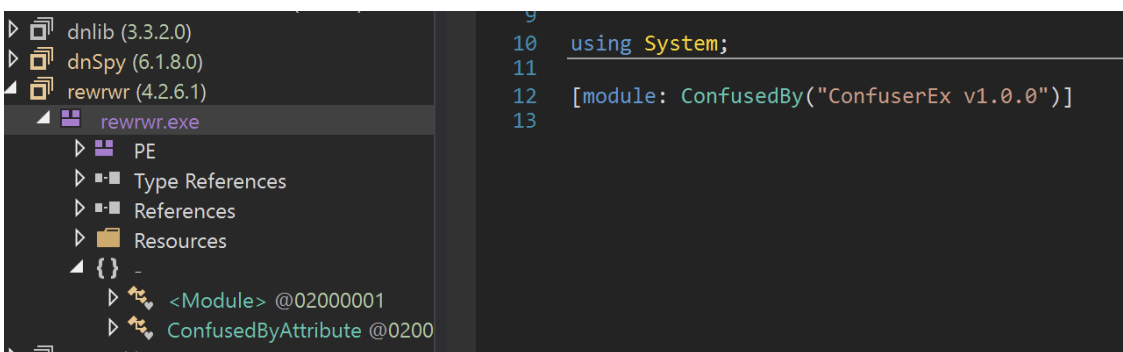 dnlib (3.3.2.0)
dnSpy (6.1.8.0)
rewrwr (4.2.6.1)
rewrwr.exe
PE
Type References
References
Resources
{ } -
<Module> @02000001
ConfusedByAttribute @0200
9
10 using System;
11
12 [module: ConfusedBy("ConfuserEx v1.0.0")]
13